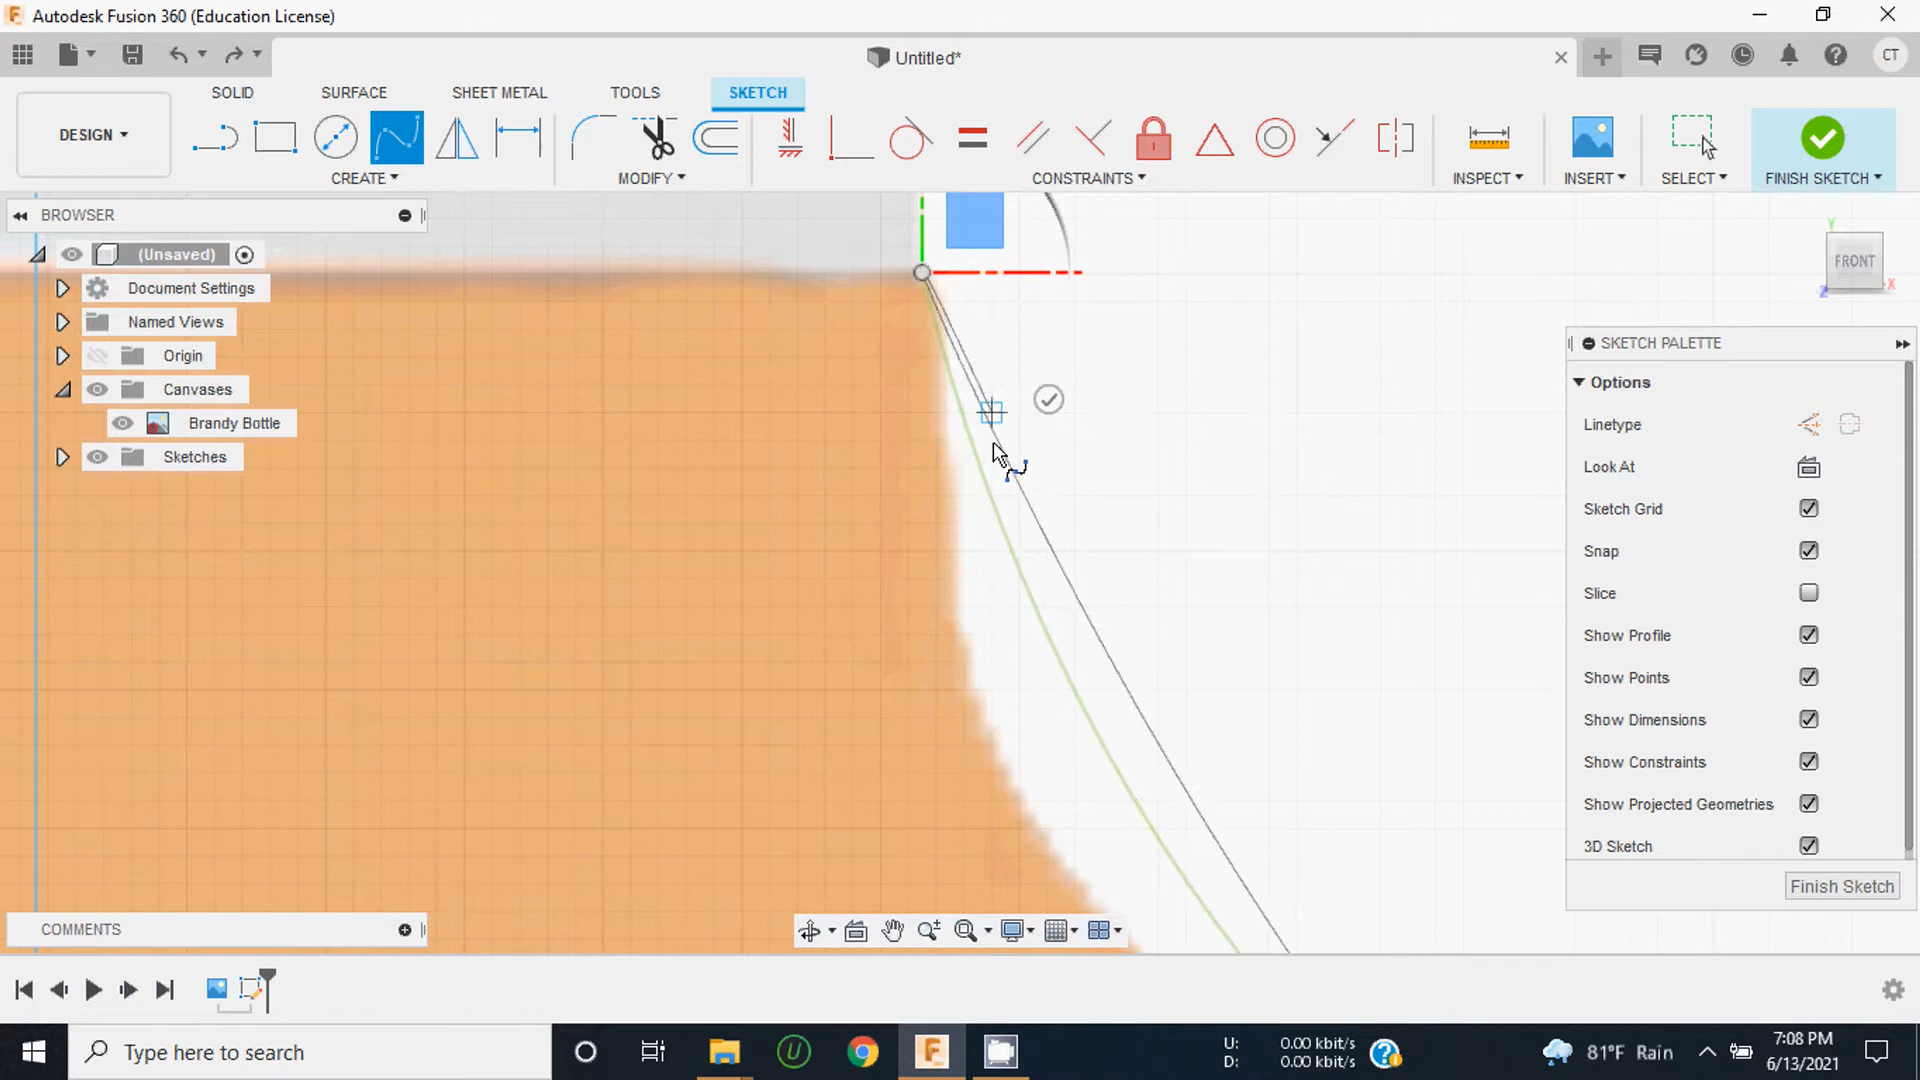 Autodesk Fusion 360 (Education License)
Untitled*
CT
SOLID SURFACE SHEET METAL TOOLS SKETCH
DESIGN
CREATE MODIFY CONSTRAINTS INSPECT INSERT SELECT FINISH SKETCH
BROWSER
(Unsaved)
Document Settings
Named Views
Origin
Canvases
Brandy Bottle
Sketches
Y
FRONT
X
Z
SKETCH PALETTE
Options
Linetype
Look At
Sketch Grid
Snap
Slice
Show Profile
Show Points
Show Dimensions
Show Constraints
Show Projected Geometries
3D Sketch
Finish Sketch
COMMENTS
Type here to search
U: 0.00 kbit/s
D: 0.00 kbit/s
81°F Rain
7:08 PM
6/13/2021